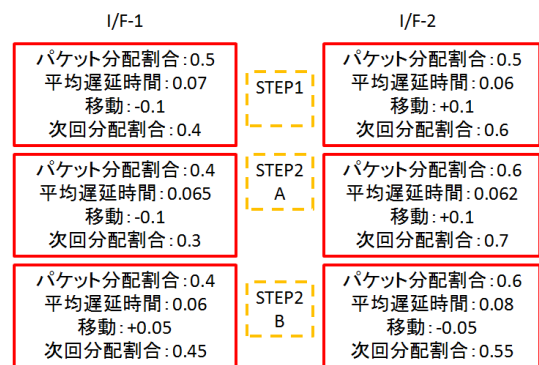 I/F-1
I/F-2
パケット分配割合:0.5
平均遅延時間:0.07
移動:-0.1
次回分配割合:0.4
STEP1
パケット分配割合:0.5
平均遅延時間:0.06
移動:+0.1
次回分配割合:0.6
パケット分配割合:0.4
平均遅延時間:0.065
移動:-0.1
次回分配割合:0.3
STEP2
A
パケット分配割合:0.6
平均遅延時間:0.062
移動:+0.1
次回分配割合:0.7
パケット分配割合:0.4
平均遅延時間:0.06
移動:+0.05
次回分配割合:0.45
STEP2
B
パケット分配割合:0.6
平均遅延時間:0.08
移動:-0.05
次回分配割合:0.55